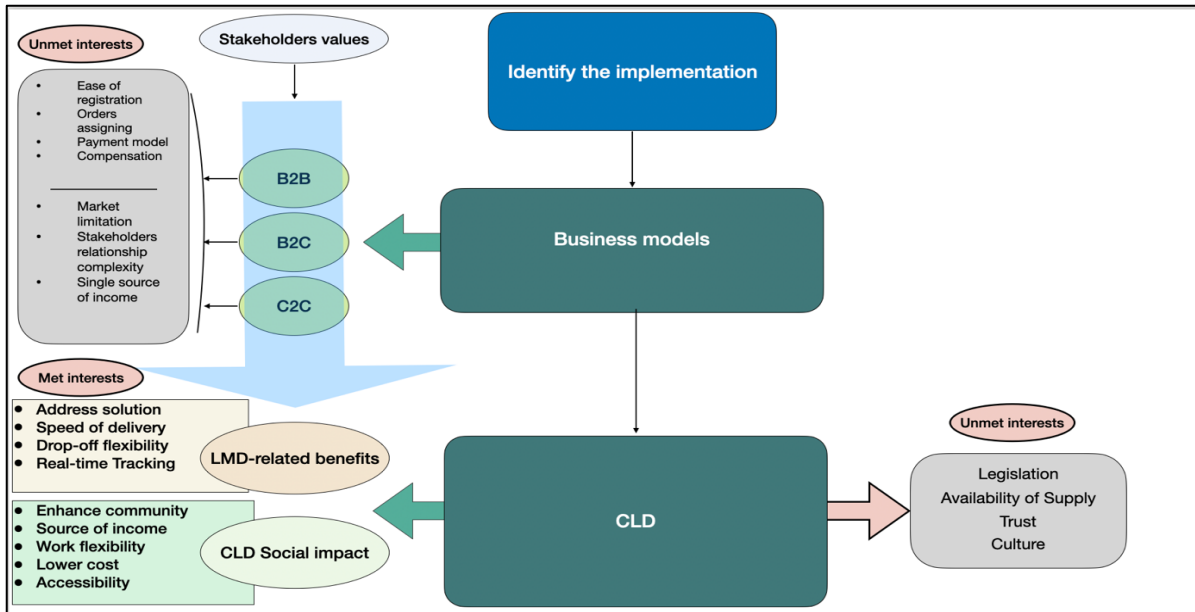 Unmet interests
• Ease of
registration
• Orders
assigning
• Payment model
• Compensation
• Market
limitation
• Stakeholders
relationship
complexity
• Single source
of income
Stakeholders values
B2B
B2C
C2C
Identify the implementation
Business models
Met interests
• Address solution
• Speed of delivery
• Drop-off flexibility
• Real-time Tracking
LMD-related benefits
• Enhance community
• Source of income
• Work flexibility
• Lower cost
• Accessibility
CLD Social impact
CLD
Unmet interests
Legislation
Availability of Supply
Trust
Culture